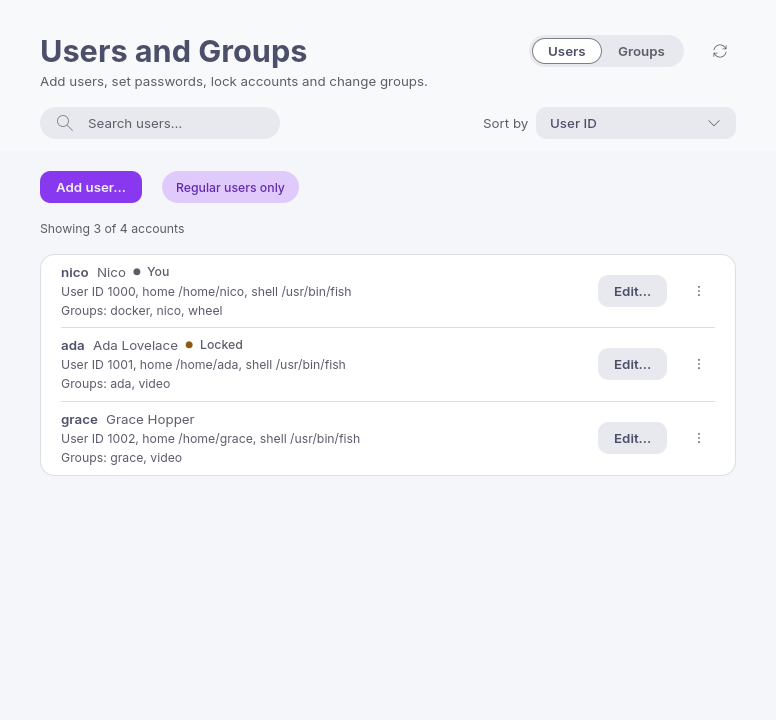 Users and Groups
Users
Groups
Add users, set passwords, lock accounts and change groups.
Search users...
Sort by
User ID
Add user...
Regular users only
Showing 3 of 4 accounts
nico Nico ● You
User ID 1000, home /home/nico, shell /usr/bin/fish
Groups: docker, nico, wheel
Edit...
ada Ada Lovelace ● Locked
User ID 1001, home /home/ada, shell /usr/bin/fish
Groups: ada, video
Edit...
grace Grace Hopper
User ID 1002, home /home/grace, shell /usr/bin/fish
Groups: grace, video
Edit...